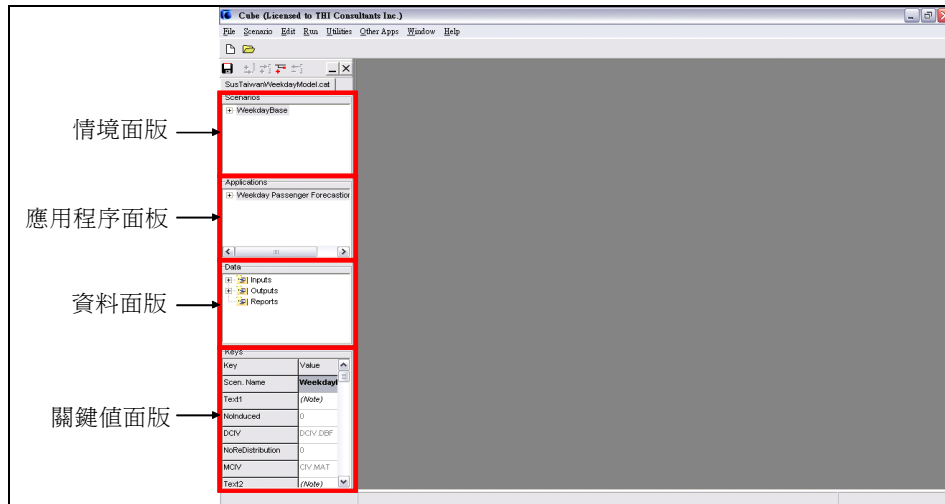 Cube (Licensed to THI Consultants Inc.)
File Scenario Edit Run Utilities Other Apps Window Help
SusTaiwanWeekdayModel.cat
Scenarios
WeekdayBase
情境面版
Applications
Weekday Passenger Forecastior
應用程序面板
Data
Inputs
Outputs
Reports
資料面版
Keys
Key Value
Scen. Name Weekdayl
Text1 (Note)
NoInduced 0
DCIV DCIV.DBF
NoReDistribution 0
MCIV CIV.MAT
Text2 (Note)
關鍵值面版